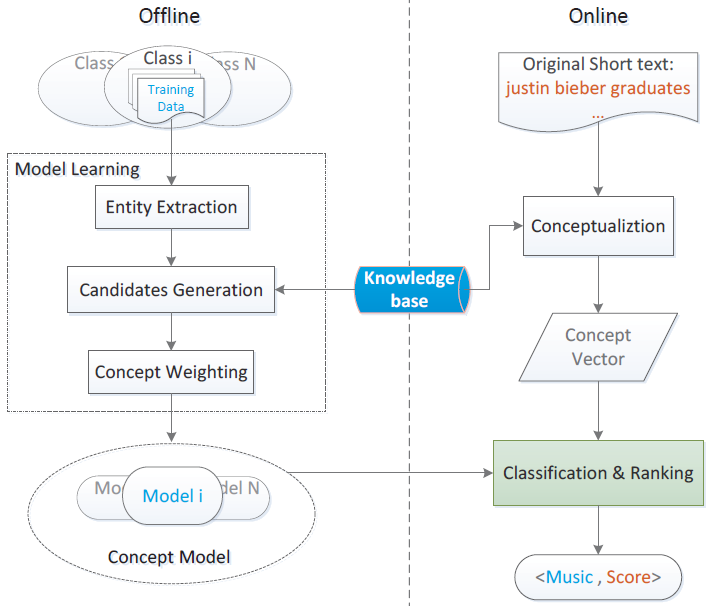 Offline
Online
Class
Class i
ss N
Training
Data
Original Short text:
justin bieber graduates
...
Model Learning
Entity Extraction
Conceptualiztion
Candidates Generation
Knowledge
base
Concept
Vector
Concept Weighting
Mo
Model i
del N
Classification & Ranking
Concept Model
<Music , Score>